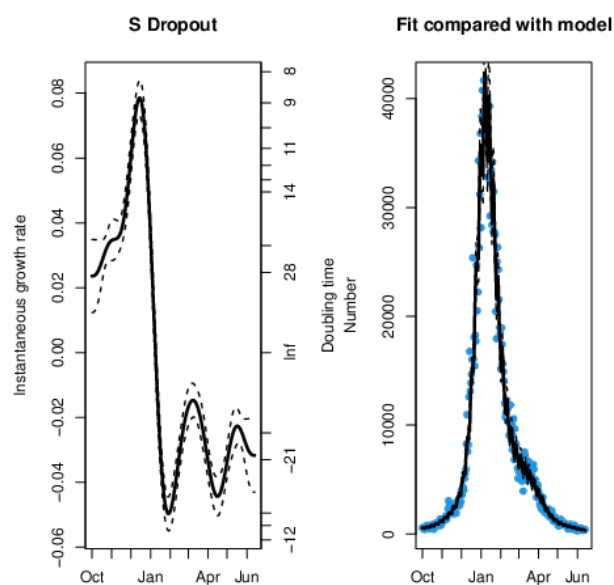 S Dropout
Instantaneous growth rate
0.08
0.06
0.04
0.02
0.00
−0.02
−0.04
−0.06
Oct
Jan
Apr
Jun
8
9
11
14
28
Inf
−21
−12
Doubling time
Fit compared with model
Number
40000
30000
20000
10000
0
Oct
Jan
Apr
Jun